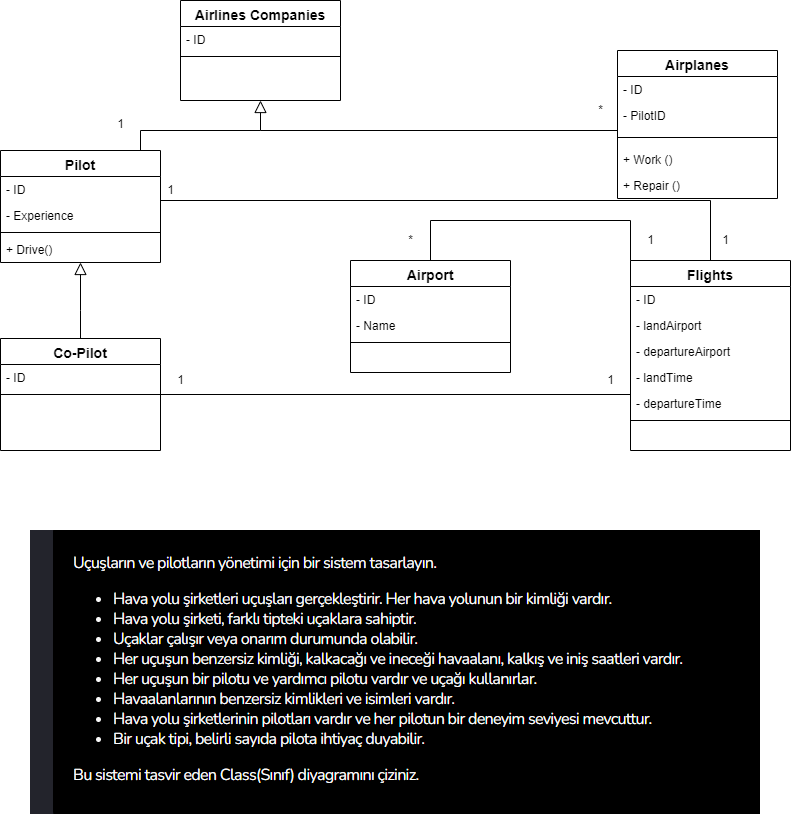 Airlines Companies
- ID
Airplanes
- ID
- PilotID
+ Work ()
+ Repair ()
1
*
Pilot
- ID
- Experience
+ Drive()
1
*
1
1
Airport
- ID
- Name
Flights
- ID
- landAirport
- departureAirport
- landTime
- departureTime
Co-Pilot
- ID
1
1
Uçuşların ve pilotların yönetimi için bir sistem tasarlayın.
• Hava yolu şirketleri uçuşları gerçekleştirir. Her hava yolunun bir kimliği vardır.
• Hava yolu şirketi, farklı tipteki uçaklara sahiptir.
• Uçaklar çalışır veya onarım durumunda olabilir.
• Her uçuşun benzersiz kimliği, kalkacağı ve ineceği havaalanı, kalkış ve iniş saatleri vardır.
• Her uçuşun bir pilotu ve yardımcı pilotu vardır ve uçağı kullanırlar.
• Havaalanlarının benzersiz kimlikleri ve isimleri vardır.
• Hava yolu şirketlerinin pilotları vardır ve her pilotun bir deneyim seviyesi mevcuttur.
• Bir uçak tipi, belirli sayıda pilota ihtiyaç duyabilir.
Bu sistemi tasvir eden Class(Sınıf) diyagramını çiziniz.